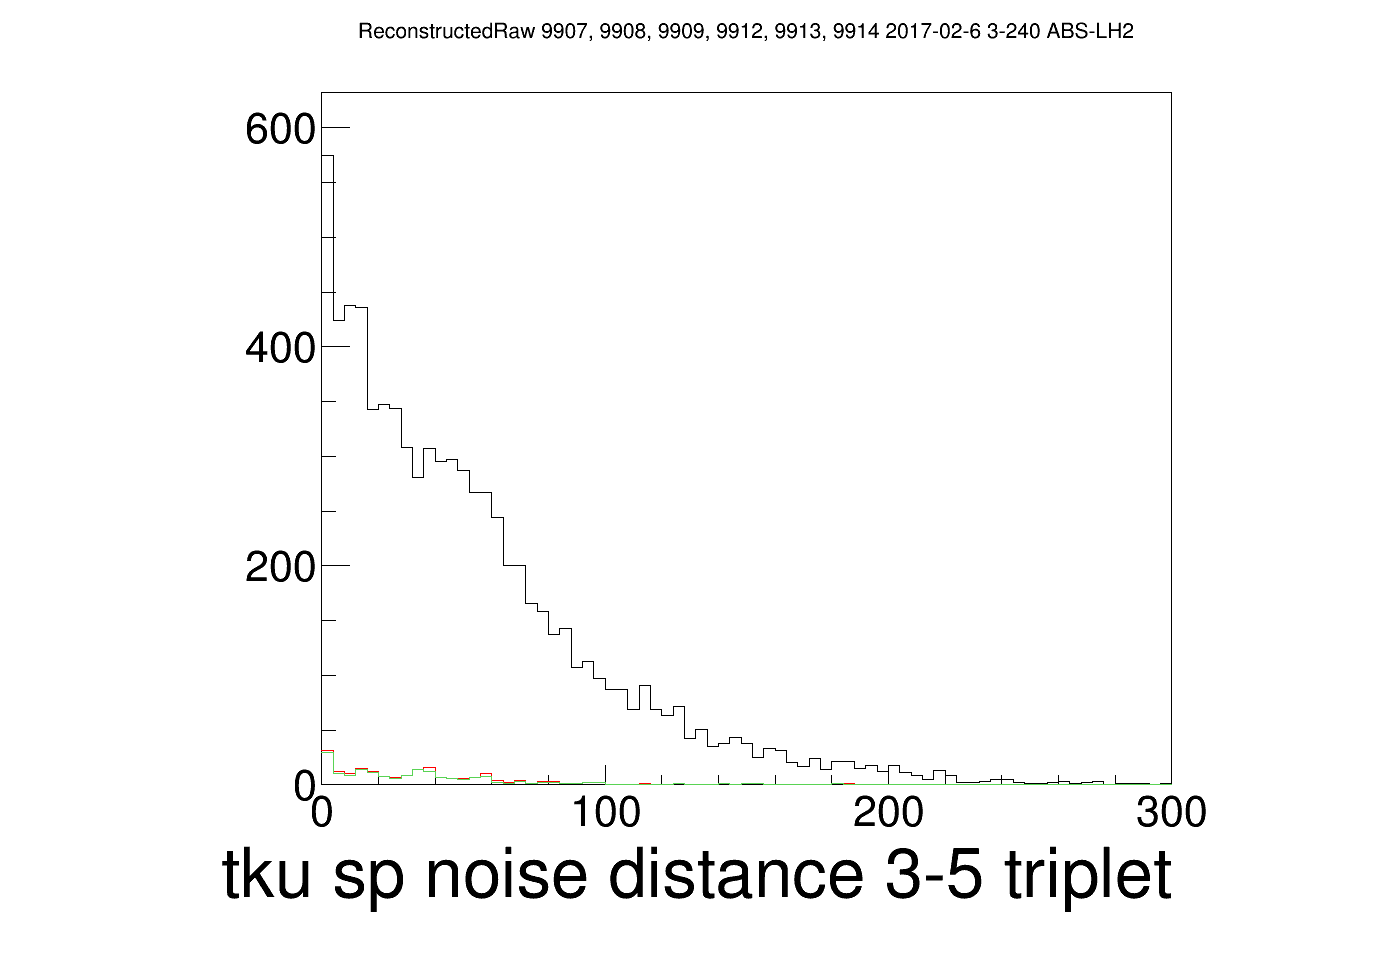 ReconstructedRaw 9907, 9908, 9909, 9912, 9913, 9914 2017-02-6 3-240 ABS-LH2
600
400
200
0
0 100 200 300
tku sp noise distance 3-5 triplet